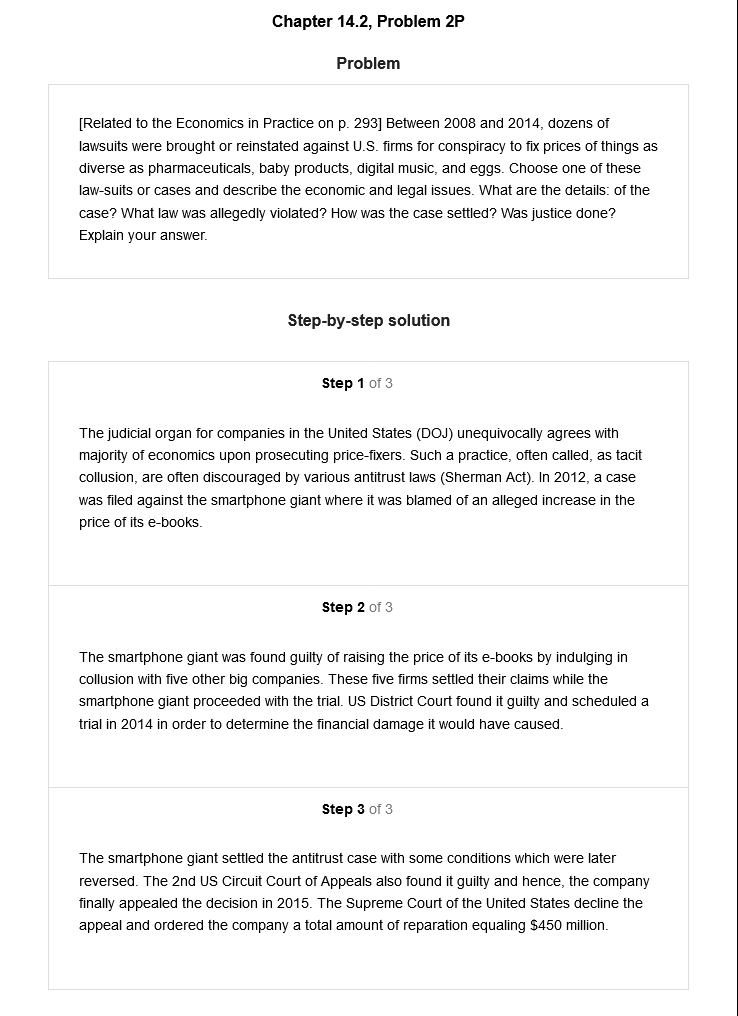 Chapter 14.2, Problem 2P
Problem
[Related to the Economics in Practice on p. 293] Between 2008 and 2014, dozens of
lawsuits were brought or reinstated against U.S. firms for conspiracy to fix prices of things as
diverse as pharmaceuticals, baby products, digital music, and eggs. Choose one of these
law-suits or cases and describe the economic and legal issues. What are the details: of the
case? What law was allegedly violated? How was the case settled? Was justice done?
Explain your answer.
Step-by-step solution
Step 1 of 3
The judicial organ for companies in the United States (DOJ) unequivocally agrees with
majority of economics upon prosecuting price-fixers. Such a practice, often called, as tacit
collusion, are often discouraged by various antitrust laws (Sherman Act). In 2012, a case
was filed against the smartphone giant where it was blamed of an alleged increase in the
price of its e-books.
Step 2 of 3
The smartphone giant was found guilty of raising the price of its e-books by indulging in
collusion with five other big companies. These five firms settled their claims while the
smartphone giant proceeded with the trial. US District Court found it guilty and scheduled a
trial in 2014 in order to determine the financial damage it would have caused.
Step 3 of 3
The smartphone giant settled the antitrust case with some conditions which were later
reversed. The 2nd US Circuit Court of Appeals also found it guilty and hence, the company
finally appealed the decision in 2015. The Supreme Court of the United States decline the
appeal and ordered the company a total amount of reparation equaling $450 million.